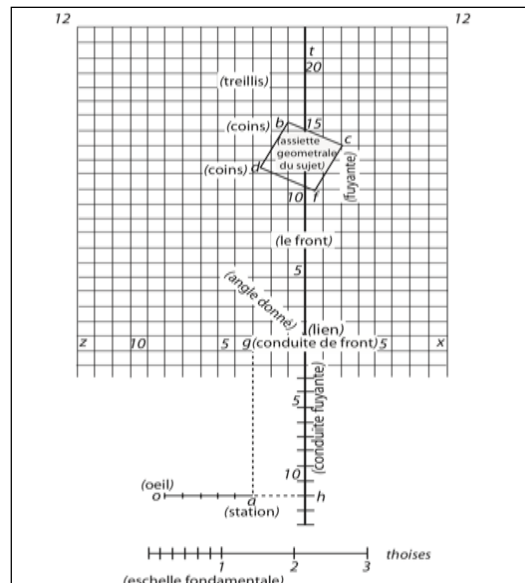 12 12
t
20
(treillis)
(coins) b 15
c
(assiette
geometrale
du sujet)
(coins) d
(fuyante)
10 f
(le front)
5
(angle donné)
(lien)
z 10 5 g (conduite de front) 5 x
5
(conduite fuyante)
10
(oeil)
o a h
(station)
1 2 3 thoises
(eschelle fondamentale)